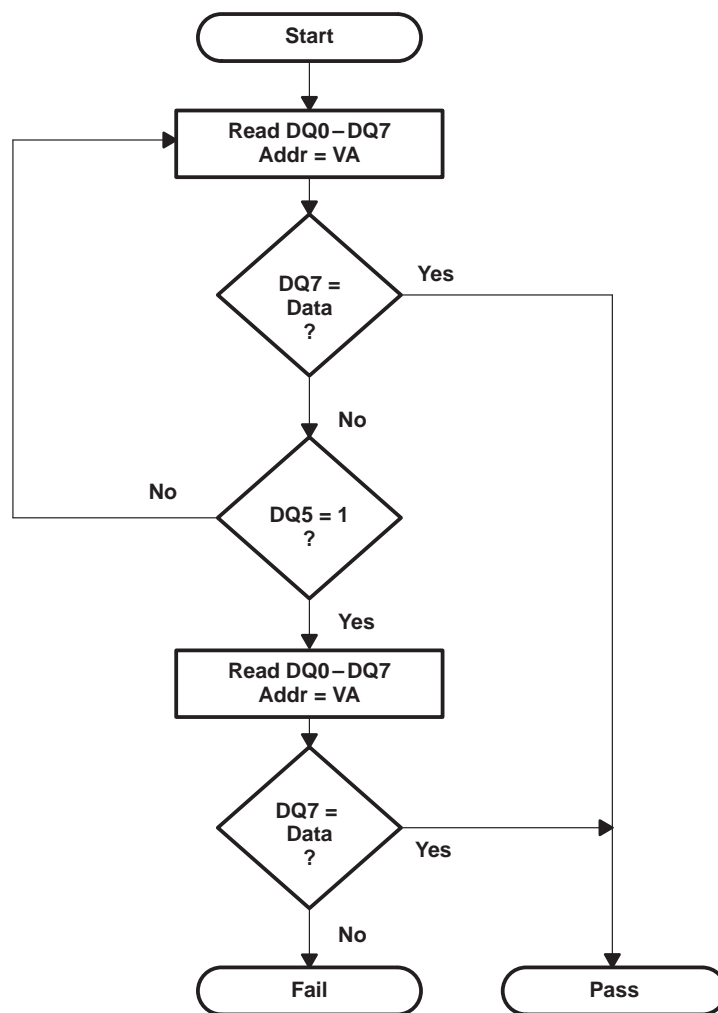 Start
Read DQ0–DQ7
Addr = VA
Yes
DQ7 =
Data
?
No
No
DQ5 = 1
?
Yes
Read DQ0–DQ7
Addr = VA
DQ7 =
Data
?
Yes
No
Fail
Pass